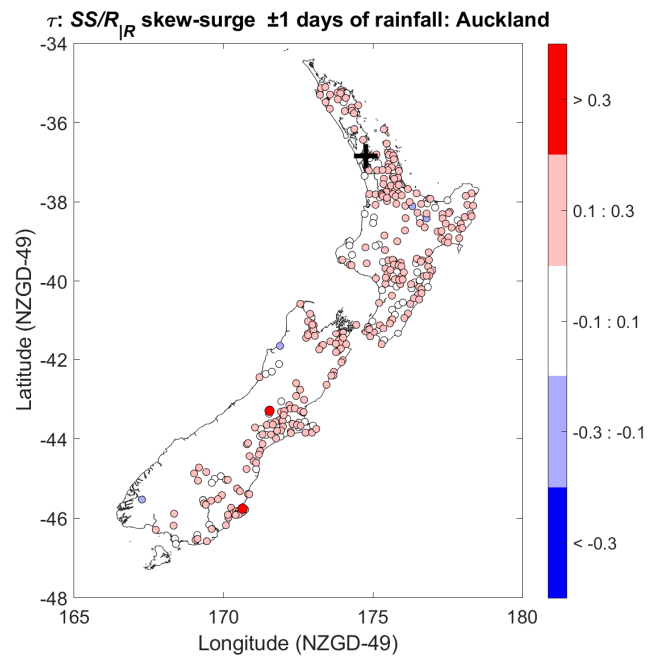 τ: SS/R|R skew-surge ±1 days of rainfall: Auckland
-34
-36
-38
-40
-42
-44
-46
-48
Latitude (NZGD-49)
165
170
175
180
Longitude (NZGD-49)
> 0.3
0.1 : 0.3
-0.1 : 0.1
-0.3 : -0.1
< -0.3